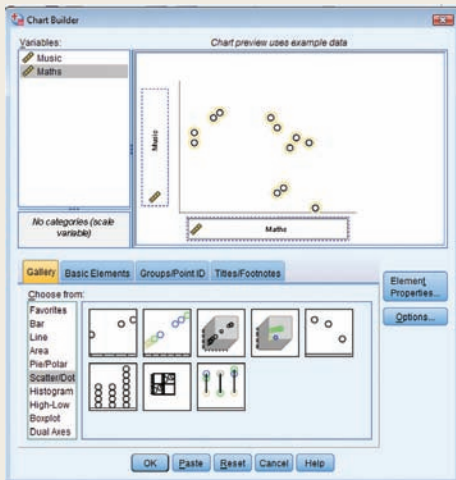 Chart Builder
Variables:
Music
Maths
No categories (scale
variable)
Chart preview uses example data
Music
Maths
Gallery
Basic Elements
Groups/Point ID
Titles/Footnotes
Choose from:
Favorites
Bar
Line
Area
Pie/Polar
Scatter/Dot
Histogram
High-Low
Boxplot
Dual Axes
Element
Properties...
Options...
OK
Paste
Reset
Cancel
Help